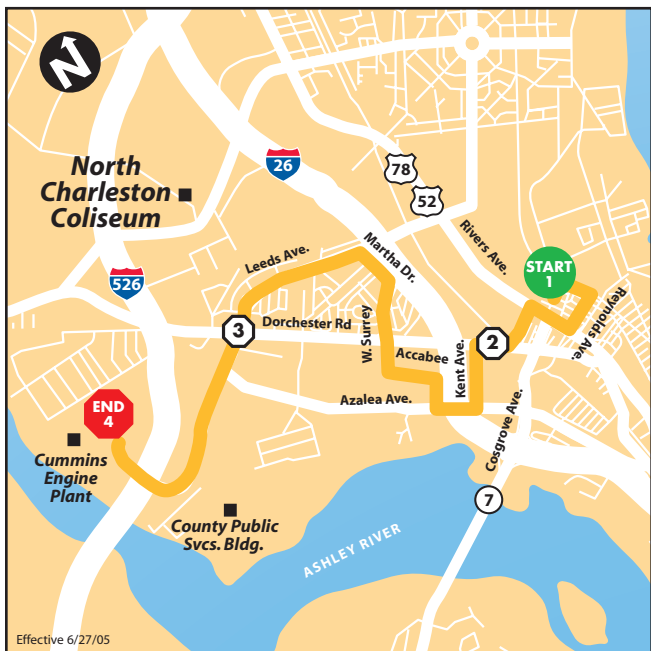 N
North
Charleston
Coliseum
26
78
52
Rivers Ave.
Martha Dr.
Leeds Ave.
START
1
Reynolds Ave.
526
3
Dorchester Rd
W. Surrey
2
Accabee
Kent Ave.
Azalea Ave.
Cosgrove Ave.
END
4
Cummins
Engine
Plant
7
County Public
Svcs. Bldg.
ASHLEY RIVER
Effective 6/27/05